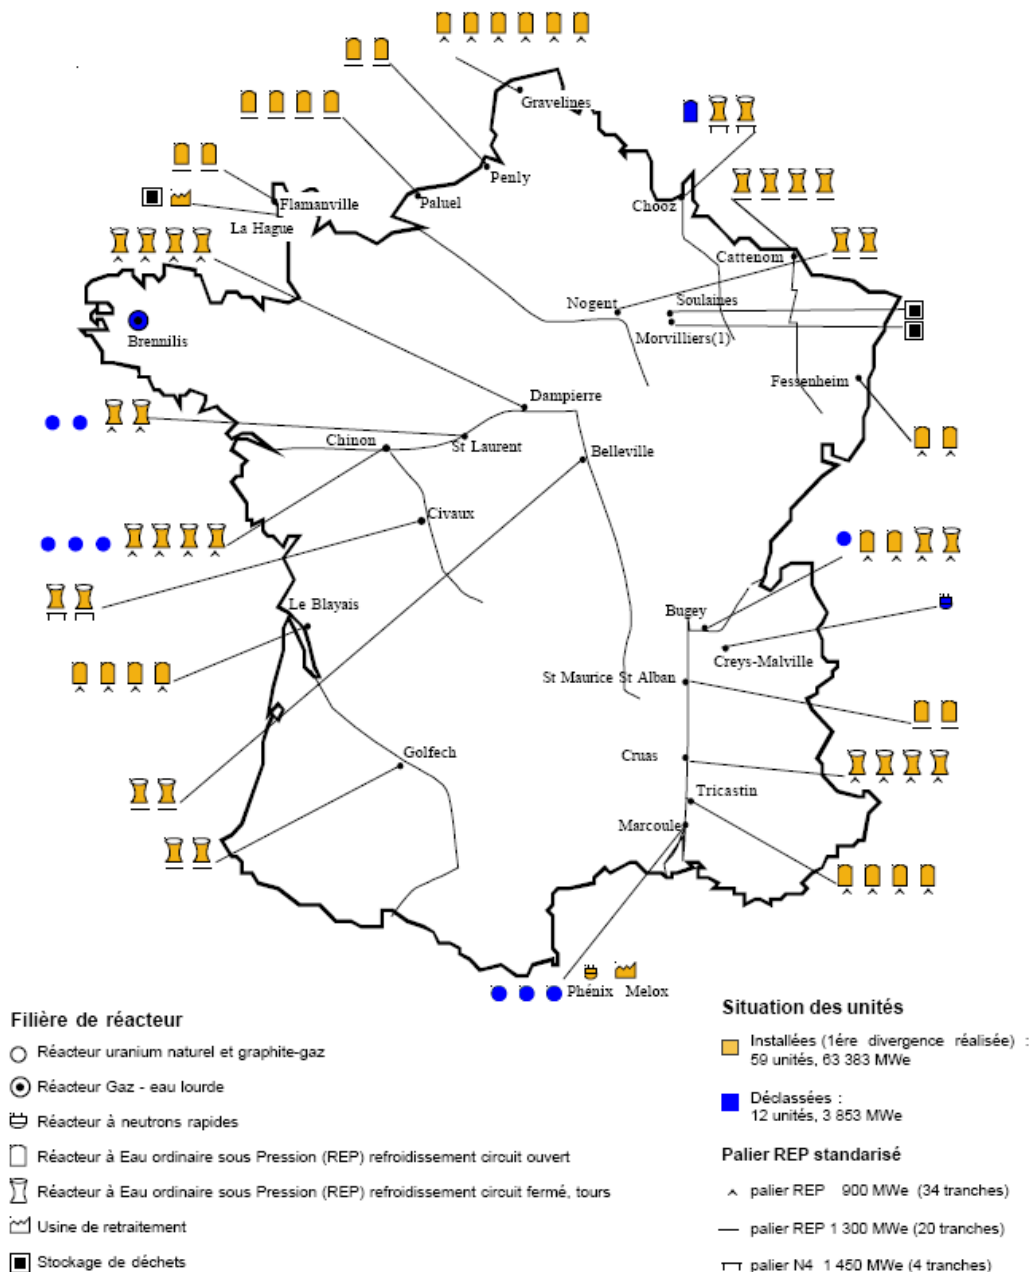 Gravelines
Penly
Paluel
Flamanville
La Hague
Chooz
Cattenom
Nogent
Soulaines
Morvilliers(1)
Brennilis
Fessenheim
Dampierre
Chinon
St Laurent
Belleville
Civaux
Le Blayais
Bugey
Creys-Malville
St Maurice St Alban
Golfech
Cruas
Tricastin
Marcoule
Phénix Melox
Filière de réacteur
Réacteur uranium naturel et graphite-gaz
Réacteur Gaz - eau lourde
Réacteur à neutrons rapides
Réacteur à Eau ordinaire sous Pression (REP) refroidissement circuit ouvert
Réacteur à Eau ordinaire sous Pression (REP) refroidissement circuit fermé, tours
Usine de retraitement
Stockage de déchets
Situation des unités
Installées (1ére divergence réalisée) :
59 unités, 63 383 MWe
Déclassées :
12 unités, 3 853 MWe
Palier REP standarisé
palier REP 900 MWe (34 tranches)
palier REP 1 300 MWe (20 tranches)
palier N4 1 450 MWe (4 tranches)